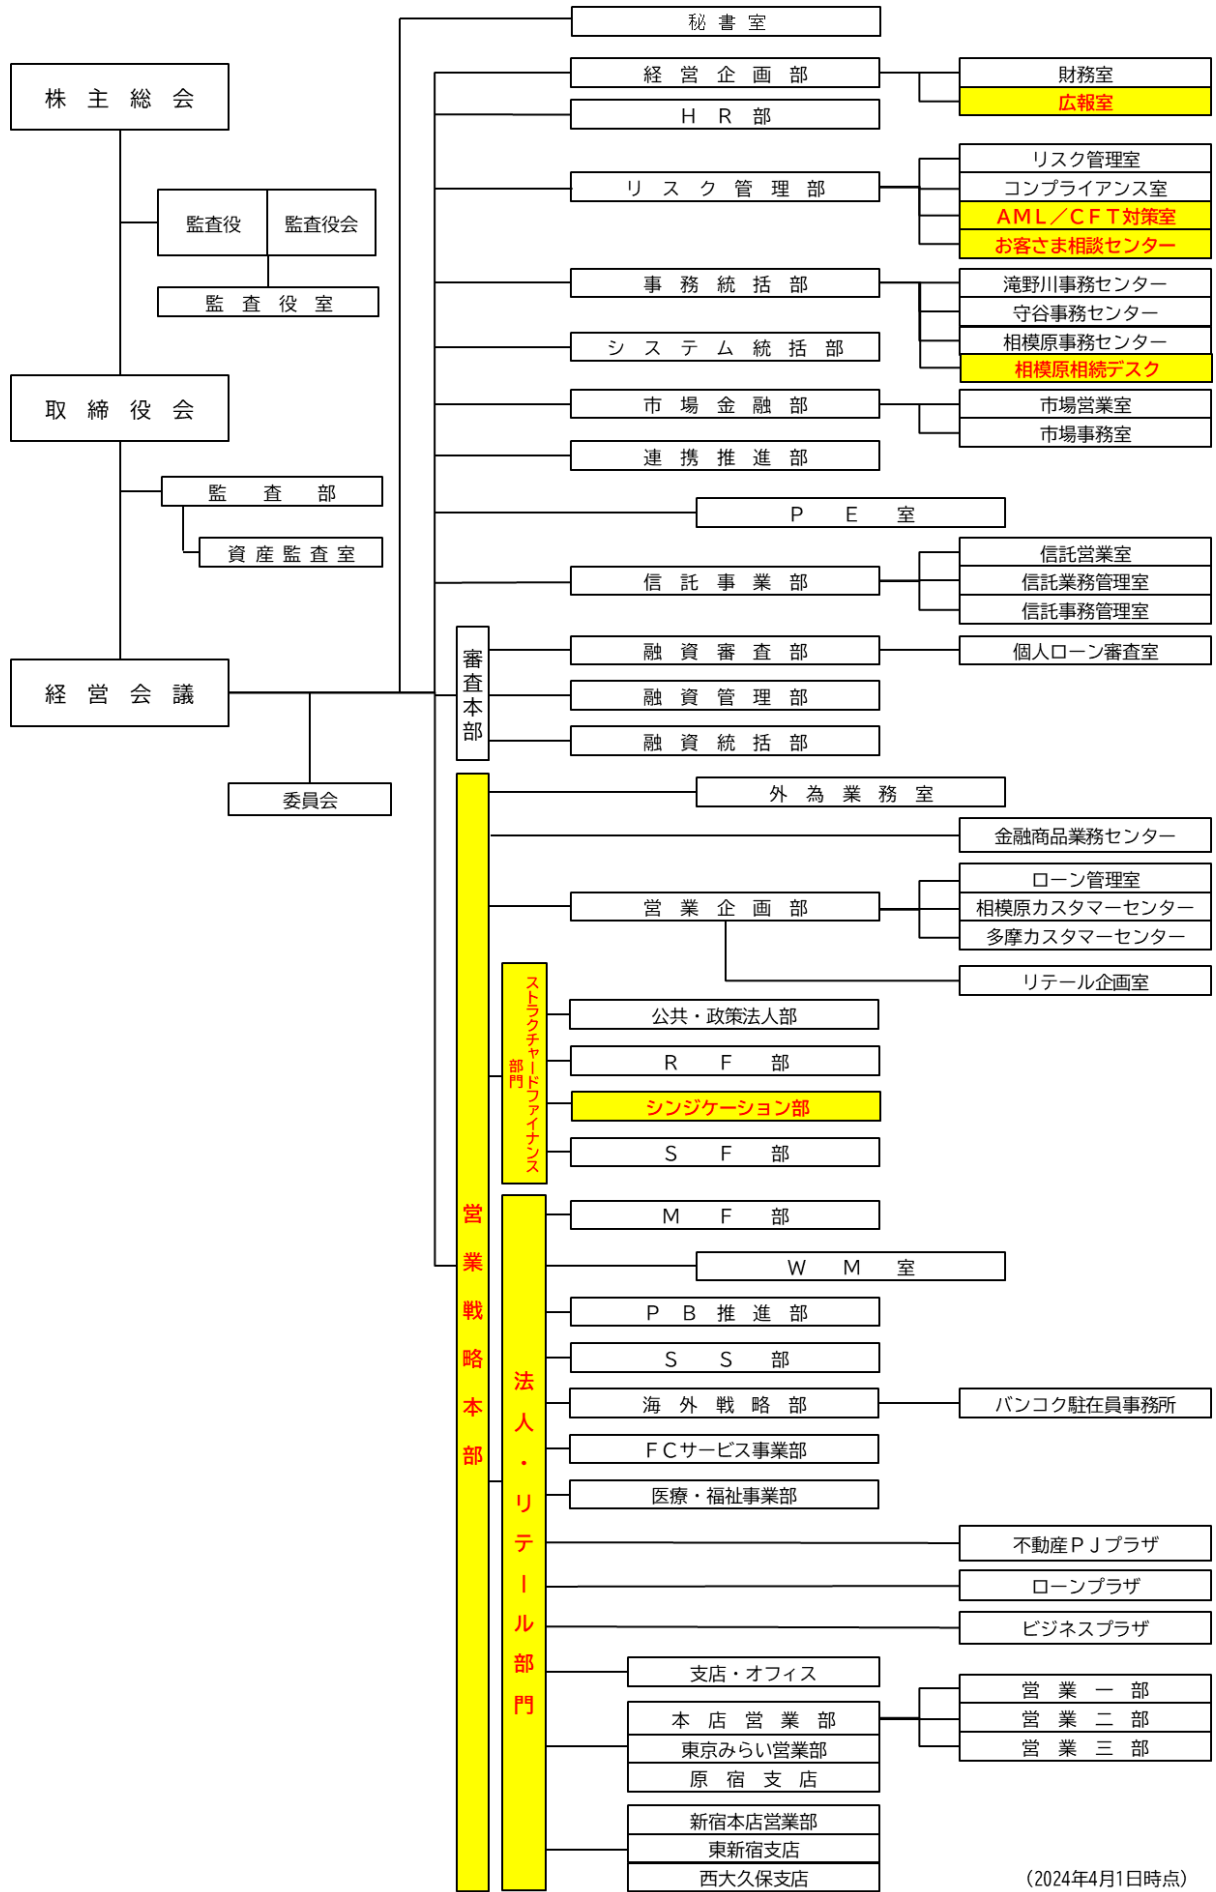 秘書室
株主総会
監査役
監査役会
監査役室
取締役会
監査部
資産監査室
経営会議
委員会
経営企画部
財務室
広報室
HR部
リスク管理部
リスク管理室
コンプライアンス室
AML／CFT対策室
お客さま相談センター
事務統括部
滝野川事務センター
守谷事務センター
相模原事務センター
相模原相続デスク
システム統括部
市場金融部
市場営業室
市場事務室
連携推進部
PE室
信託事業部
信託営業室
信託業務管理室
信託事務管理室
審査本部
融資審査部
個人ローン審査室
融資管理部
融資統括部
営業戦略本部
外為業務室
金融商品業務センター
営業企画部
ローン管理室
相模原カスタマーセンター
多摩カスタマーセンター
リテール企画室
ストラクチャードファイナンス
部門
公共・政策法人部
RF部
シンジケーション部
SF部
法人・リテール部門
MF部
WM室
PB推進部
SS部
海外戦略部
バンコク駐在員事務所
FCサービス事業部
医療・福祉事業部
不動産PJプラザ
ローンプラザ
ビジネスプラザ
支店・オフィス
本店営業部
営業一部
営業二部
営業三部
東京みらい営業部
原宿支店
新宿本店営業部
東新宿支店
西大久保支店
（2024年4月1日時点）